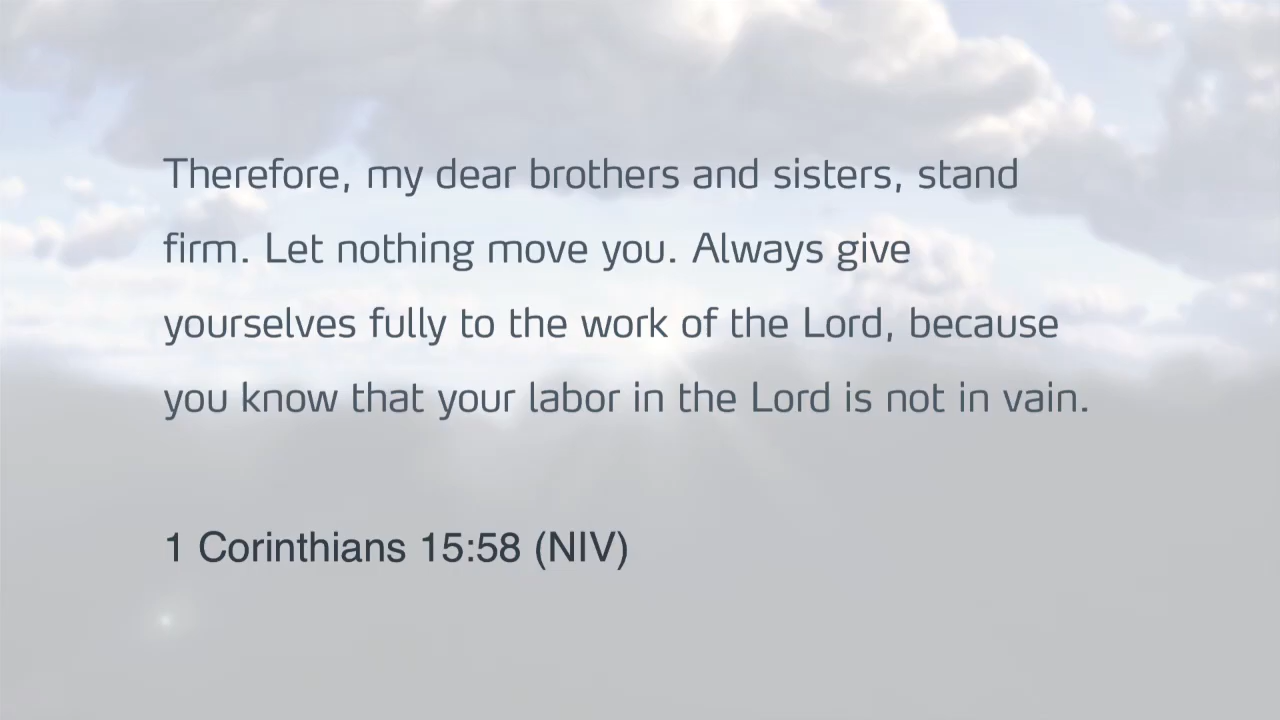 Therefore, my dear brothers and sisters, stand
firm. Let nothing move you. Always give
yourselves fully to the work of the Lord, because
you know that your labor in the Lord is not in vain.
1 Corinthians 15:58 (NIV)